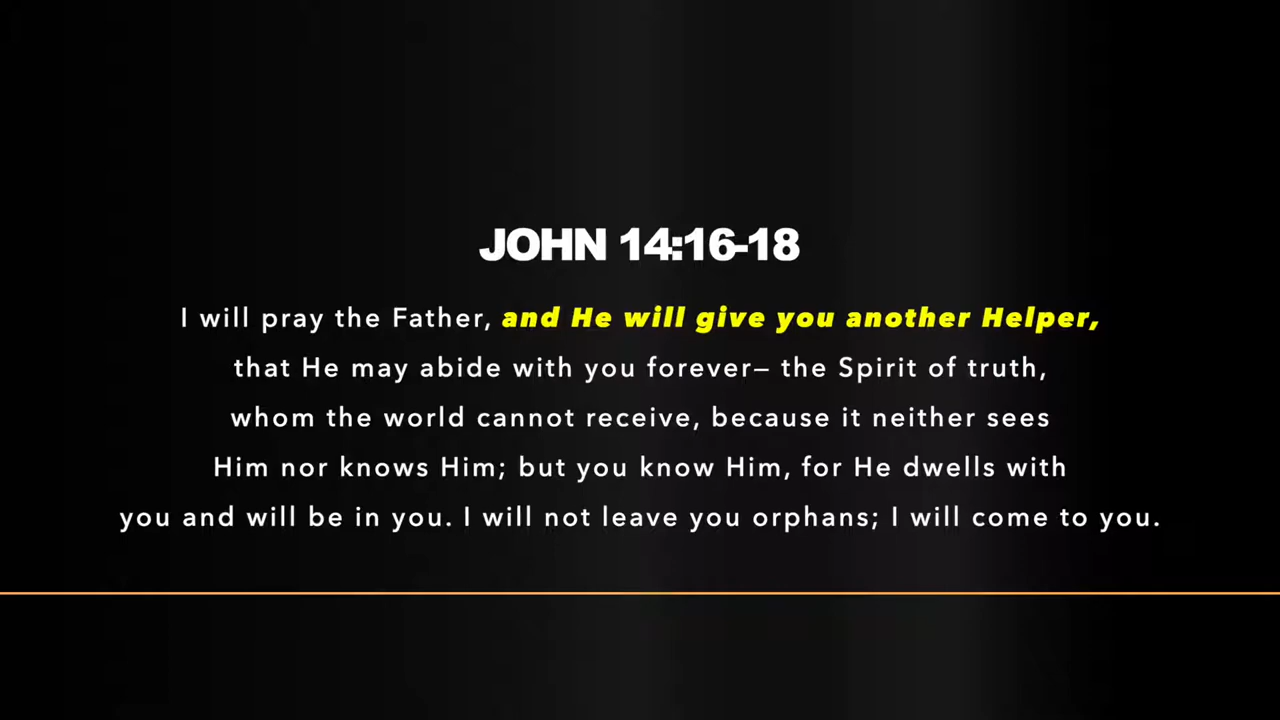 JOHN 14:16-18
I will pray the Father, and He will give you another Helper,
that He may abide with you forever– the Spirit of truth,
whom the world cannot receive, because it neither sees
Him nor knows Him; but you know Him, for He dwells with
you and will be in you. I will not leave you orphans; I will come to you.